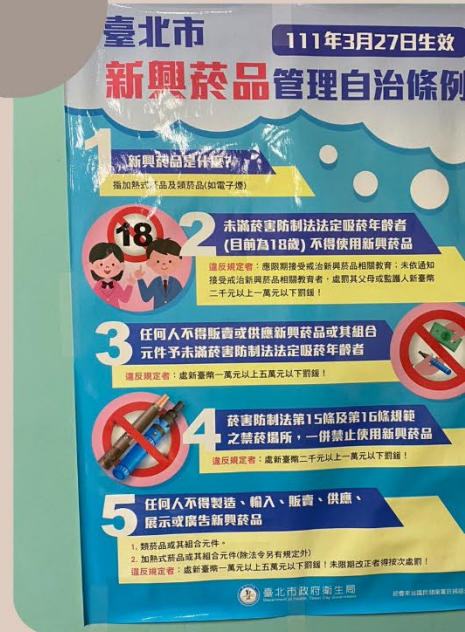 臺北市
111年3月27日生效
新興菸品管理自治條例
1
新興菸品是什麼?
指加熱式菸品及類菸品(如電子煙)
18
2
未滿菸害防制法法定吸菸年齡者
(目前為18歲) 不得使用新興菸品
違反規定者:應限期接受戒治新興菸品相關教育;未依通知
接受戒治新興菸品相關教育者,處罰其父母或監護人新臺幣
二千元以上一萬元以下罰鍰!
3
任何人不得販賣或供應新興菸品或其組合
元件予未滿菸害防制法法定吸菸年齡者
違反規定者:處新臺幣一萬元以上五萬元以下罰鍰!
4
菸害防制法第15條及第16條規範
之禁菸場所,一併禁止使用新興菸品
違反規定者:處新臺幣二千元以上一萬元以下罰鍰!
5
任何人不得製造、輸入、販賣、供應、
展示或廣告新興菸品
1. 類菸品或其組合元件。
2. 加熱式菸品或其組合元件(除法令另有規定外)
違反規定者:處新臺幣一萬元以上五萬元以下罰鍰!未限期改正者得按次處罰!
臺北市政府衛生局
Department of Health, Taipei City Government